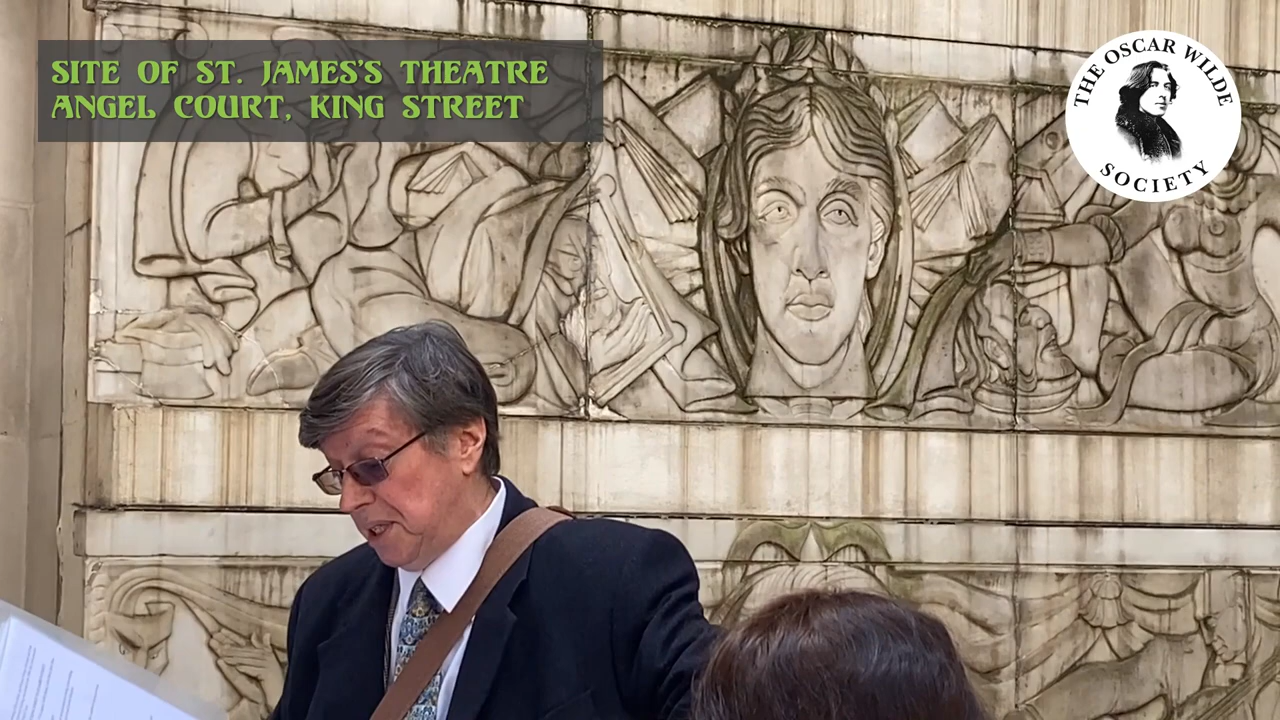 SITE OF ST. JAMES'S THEATRE
ANGEL COURT, KING STREET
THE OSCAR WILDE
SOCIETY